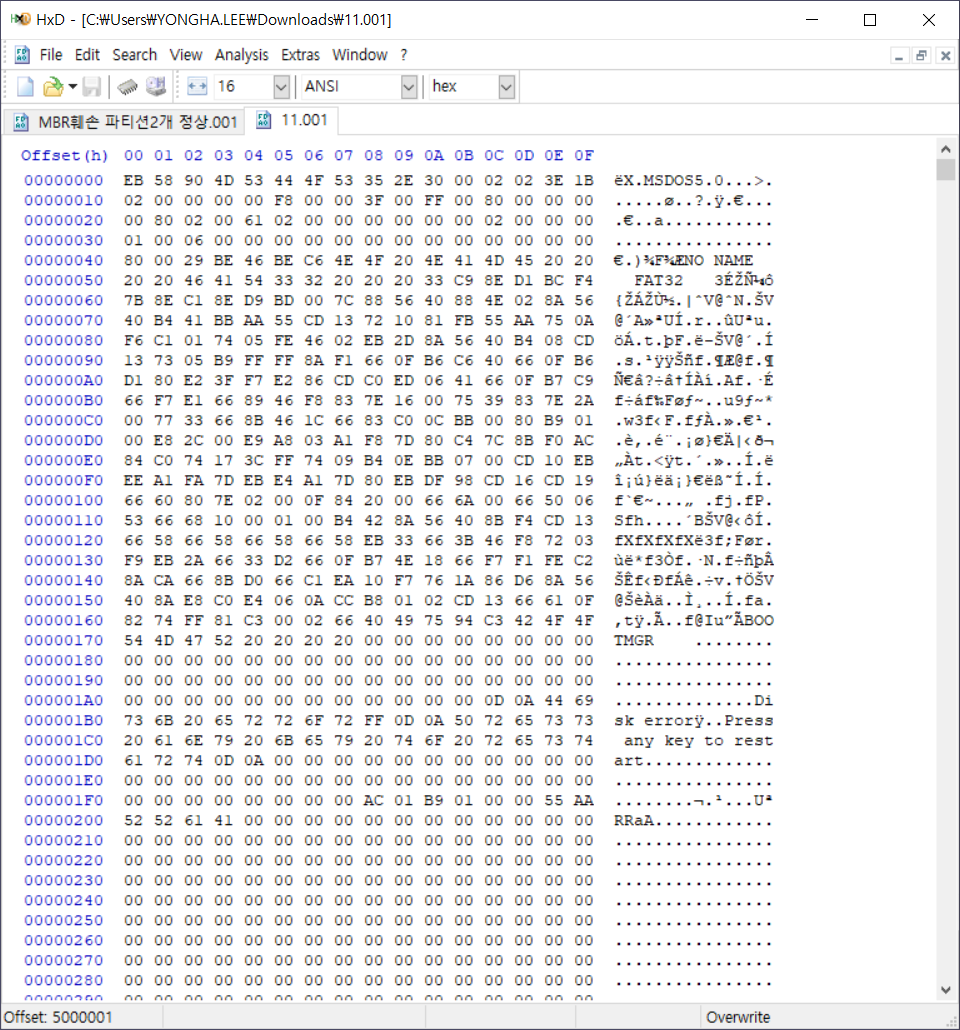 HxD - [C:₩Users₩YONGHA.LEE₩Downloads₩11.001]
File Edit Search View Analysis Extras Window ?
16 ANSI hex
MBR훼손 파티션2개 정상.001 11.001
Offset(h) 00 01 02 03 04 05 06 07 08 09 0A 0B 0C 0D 0E 0F
00000000 EB 58 90 4D 53 44 4F 53 35 2E 30 00 02 02 3E 1B ëX.MSDOS5.0...>.
00000010 02 00 00 00 00 F8 00 00 3F 00 FF 00 80 00 00 00 .....ø..?.ÿ.€...
00000020 00 80 02 00 61 02 00 00 00 00 00 00 02 00 00 00 .€..a...........
00000030 01 00 06 00 00 00 00 00 00 00 00 00 00 00 00 00 ................
00000040 80 00 29 BE 46 BE C6 4E 4F 20 4E 41 4D 45 20 20 €.)¾F¾ÆNO NAME
00000050 20 20 46 41 54 33 32 20 20 20 33 C9 8E D1 BC F4 FAT32 3ÉŽÑ¼ô
00000060 7B 8E C1 8E D9 BD 00 7C 88 56 40 88 4E 02 8A 56 {ŽÁŽÙ½.|ˆV@ˆN.ŠV
00000070 40 B4 41 BB AA 55 CD 13 72 10 81 FB 55 AA 75 0A @´A»ªUÍ.r..ûUªu.
00000080 F6 C1 01 74 05 FE 46 02 EB 2D 8A 56 40 B4 08 CD öÁ.t.þF.ë-ŠV@´.Í
00000090 13 73 05 B9 FF FF 8A F1 66 0F B6 C6 40 66 0F B6 .s.¹ÿÿŠñf.¶Æ@f.¶
000000A0 D1 80 E2 3F F7 E2 86 CD C0 ED 06 41 66 0F B7 C9 Ñ€â?÷â†ÍÀí.Af.·É
000000B0 66 F7 E1 66 89 46 F8 83 7E 16 00 75 39 83 7E 2A f÷áf‰Føƒ~..u9ƒ~*
000000C0 00 77 33 66 8B 46 1C 66 83 C0 0C BB 00 80 B9 01 .w3f‹F.fƒÀ.».€¹.
000000D0 00 E8 2C 00 E9 A8 03 A1 F8 7D 80 C4 7C 8B F0 AC .è,.é¨.¡ø}€Ä|‹ð¬
000000E0 84 C0 74 17 3C FF 74 09 B4 0E BB 07 00 CD 10 EB „Àt.<ÿt.´.»..Í.ë
000000F0 EE A1 FA 7D EB E4 A1 7D 80 EB DF 98 CD 16 CD 19 î¡ú}ëä¡}€ëß˜Í.Í.
00000100 66 60 80 7E 02 00 0F 84 20 00 66 6A 00 66 50 06 f`€~...„ .fj.fP.
00000110 53 66 68 10 00 01 00 B4 42 8A 56 40 8B F4 CD 13 Sfh....´BŠV@‹ôÍ.
00000120 66 58 66 58 66 58 66 58 EB 33 66 3B 46 F8 72 03 fXfXfXfXë3f;Før.
00000130 F9 EB 2A 66 33 D2 66 0F B7 4E 18 66 F7 F1 FE C2 ùë*f3Òf.·N.f÷ñþÂ
00000140 8A CA 66 8B D0 66 C1 EA 10 F7 76 1A 86 D6 8A 56 ŠÊf‹ÐfÁê.÷v.†ÖŠV
00000150 40 8A E8 C0 E4 06 0A CC B8 01 02 CD 13 66 61 0F @ŠèÀä..Ì¸..Í.fa.
00000160 82 74 FF 81 C3 00 02 66 40 49 75 94 C3 42 4F 4F ‚tÿ.Ã..f@Iu”ÃBOO
00000170 54 4D 47 52 20 20 20 20 00 00 00 00 00 00 00 00 TMGR ........
00000180 00 00 00 00 00 00 00 00 00 00 00 00 00 00 00 00 ................
00000190 00 00 00 00 00 00 00 00 00 00 00 00 00 00 00 00 ................
000001A0 00 00 00 00 00 00 00 00 00 00 00 00 0D 0A 44 69 ..............Di
000001B0 73 6B 20 65 72 72 6F 72 FF 0D 0A 50 72 65 73 73 sk errorÿ..Press
000001C0 20 61 6E 79 20 6B 65 79 20 74 6F 20 72 65 73 74 any key to rest
000001D0 61 72 74 0D 0A 00 00 00 00 00 00 00 00 00 00 00 art.............
000001E0 00 00 00 00 00 00 00 00 00 00 00 00 00 00 00 00 ................
000001F0 00 00 00 00 00 00 00 00 AC 01 B9 01 00 00 55 AA ........¬.¹...Uª
00000200 52 52 61 41 00 00 00 00 00 00 00 00 00 00 00 00 RRaA............
00000210 00 00 00 00 00 00 00 00 00 00 00 00 00 00 00 00 ................
00000220 00 00 00 00 00 00 00 00 00 00 00 00 00 00 00 00 ................
00000230 00 00 00 00 00 00 00 00 00 00 00 00 00 00 00 00 ................
00000240 00 00 00 00 00 00 00 00 00 00 00 00 00 00 00 00 ................
00000250 00 00 00 00 00 00 00 00 00 00 00 00 00 00 00 00 ................
00000260 00 00 00 00 00 00 00 00 00 00 00 00 00 00 00 00 ................
00000270 00 00 00 00 00 00 00 00 00 00 00 00 00 00 00 00 ................
00000280 00 00 00 00 00 00 00 00 00 00 00 00 00 00 00 00 ................
Offset: 5000001 Overwrite